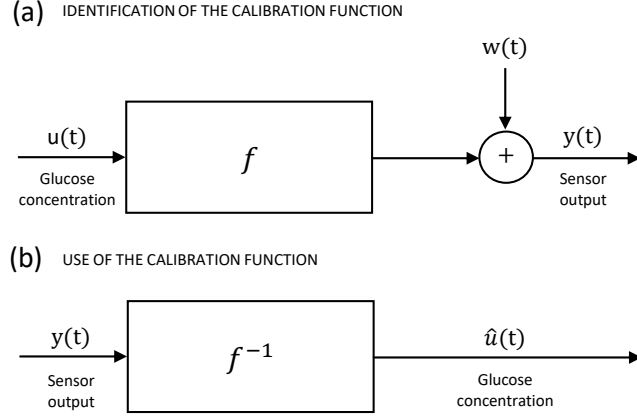 (a) IDENTIFICATION OF THE CALIBRATION FUNCTION
w(t)
u(t)
f
+
y(t)
Glucose
concentration
Sensor
output
(b) USE OF THE CALIBRATION FUNCTION
y(t)
f⁻¹
û(t)
Sensor
output
Glucose
concentration